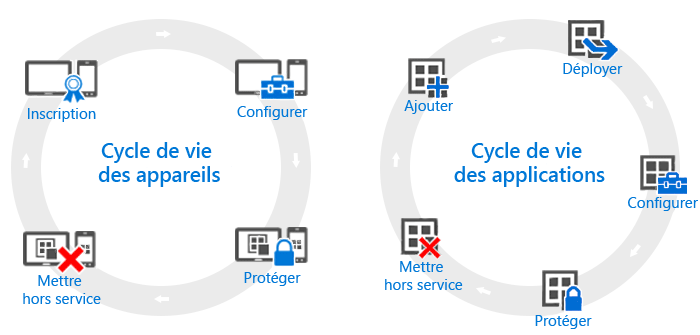 Inscription
Configurer
Cycle de vie
des appareils
Mettre
hors service
Protéger
Déployer
Ajouter
Cycle de vie
des applications
Configurer
Mettre
hors service
Protéger